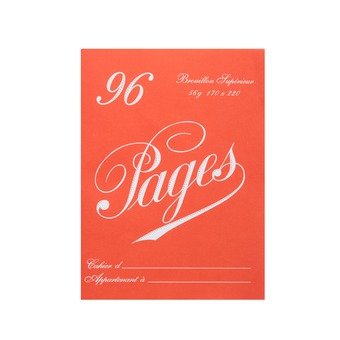 96
Brouillon Supérieur
56g 170 x 220
Pages
Cahier d
Appartenant à